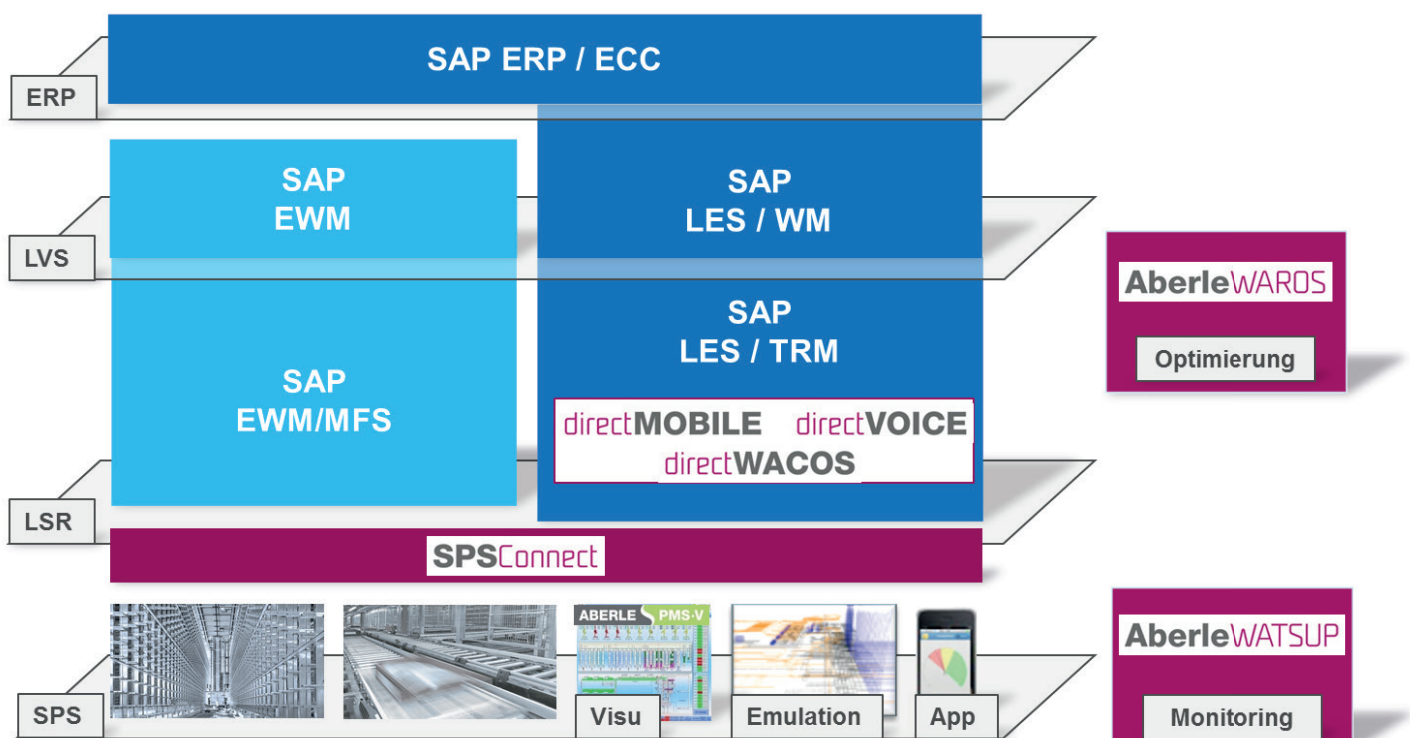 SAP ERP / ECC
ERP
SAP
EWM
SAP
LES / WM
LVS
AberleWAROS
Optimierung
SAP
LES / TRM
SAP
EWM/MFS
directMOBILE directVOICE
directWACOS
LSR
SPSConnect
ABERLE PMS-V
AberleWATSUP
SPS
Visu
Emulation
App
Monitoring